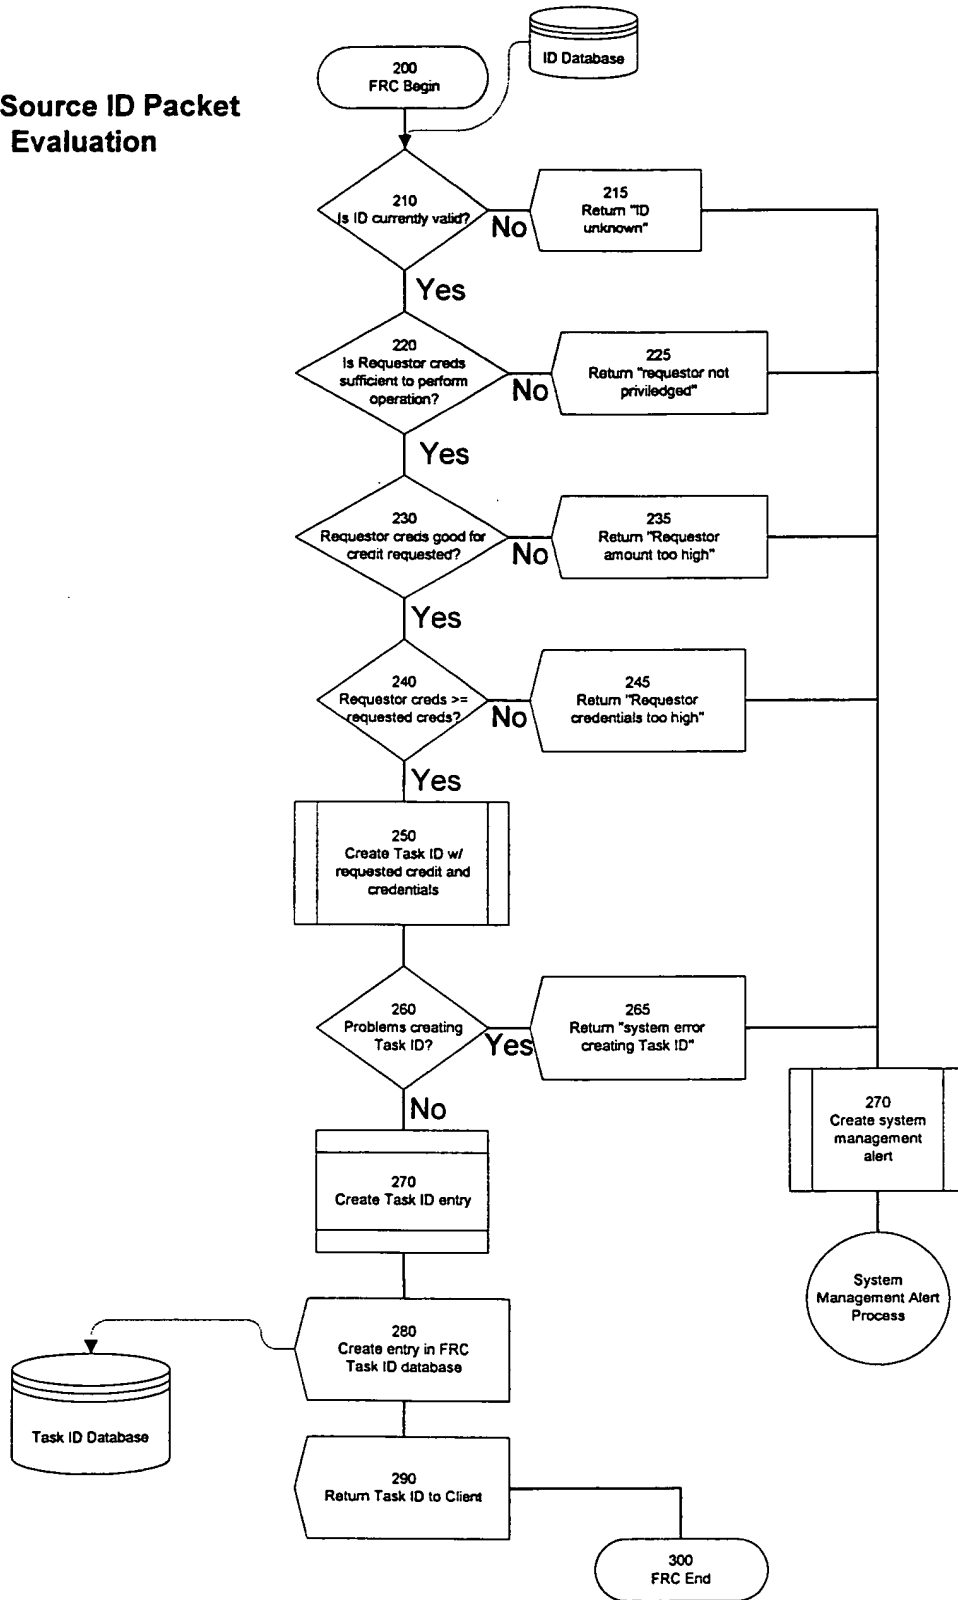 ID Database
200
FRC Begin
Source ID Packet
Evaluation
210
Is ID currently valid?
No
215
Return "ID
unknown"
Yes
220
Is Requestor creds
sufficient to perform
operation?
No
225
Return "requestor not
priviledged"
Yes
230
Requestor creds good for
credit requested?
No
235
Return "Requestor
amount too high"
Yes
240
Requestor creds >=
requested creds?
No
245
Return "Requestor
credentials too high"
Yes
250
Create Task ID w/
requested credit and
credentials
260
Problems creating
Task ID?
Yes
265
Return "system error
creating Task ID"
No
270
Create system
management
alert
270
Create Task ID entry
System
Management Alert
Process
280
Create entry in FRC
Task ID database
Task ID Database
290
Return Task ID to Client
300
FRC End